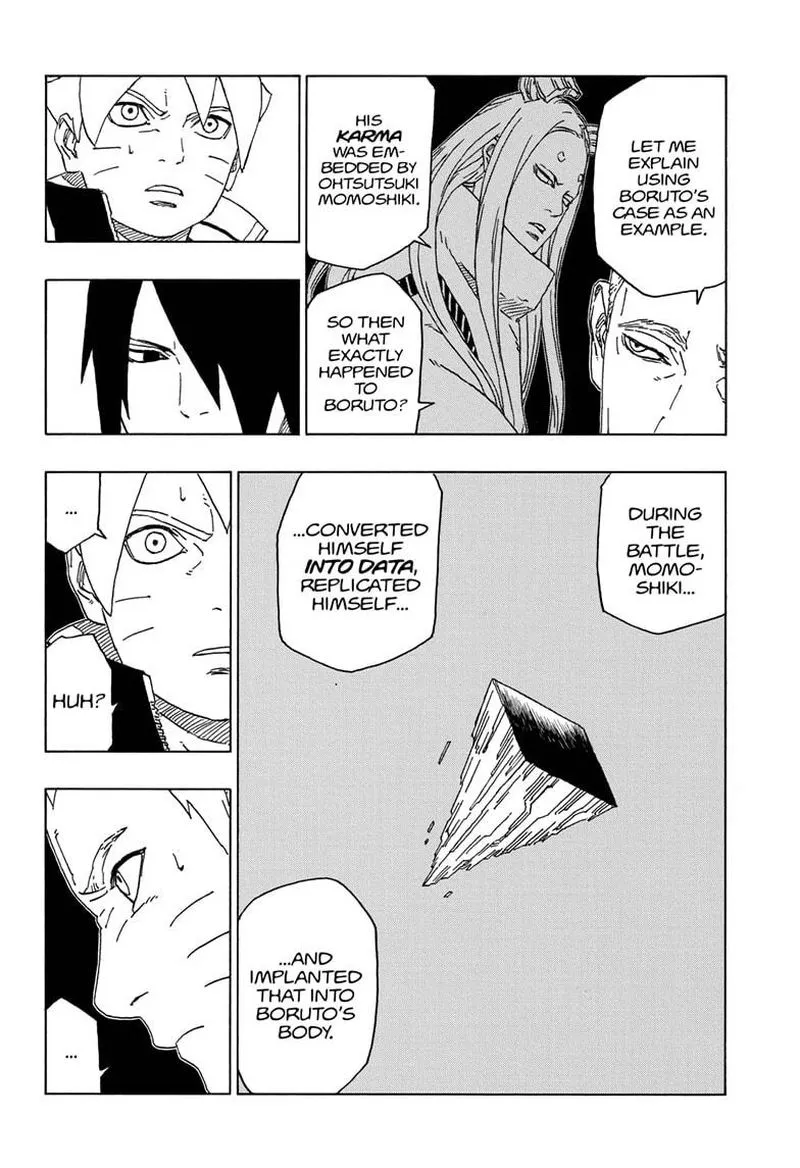 LET ME
EXPLAIN
USING
BORUTO'S
CASE AS AN
EXAMPLE.
HIS
KARMA
WAS EM-
BEDDED BY
OHTSUTSUKI
MOMOSHIKI.
SO THEN
WHAT
EXACTLY
HAPPENED
TO
BORUTO?
DURING
THE
BATTLE,
MOMO-
SHIKI...
...CONVERTED
HIMSELF
INTO DATA,
REPLICATED
HIMSELF...
...AND
IMPLANTED
THAT INTO
BORUTO'S
BODY.
...
HUH?
...